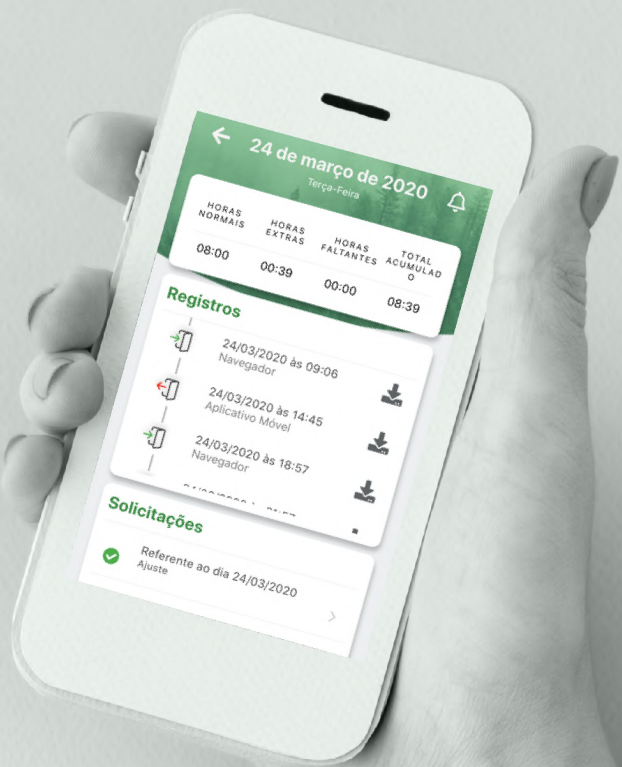 24 de março de 2020
Terça-Feira
HORAS NORMAIS
HORAS EXTRAS
HORAS FALTANTES
TOTAL ACUMULAD O
08:00
00:39
00:00
08:39
Registros
24/03/2020 às 09:06
Navegador
24/03/2020 às 14:45
Aplicativo Móvel
24/03/2020 às 18:57
Navegador
Solicitações
Referente ao dia 24/03/2020
Ajuste